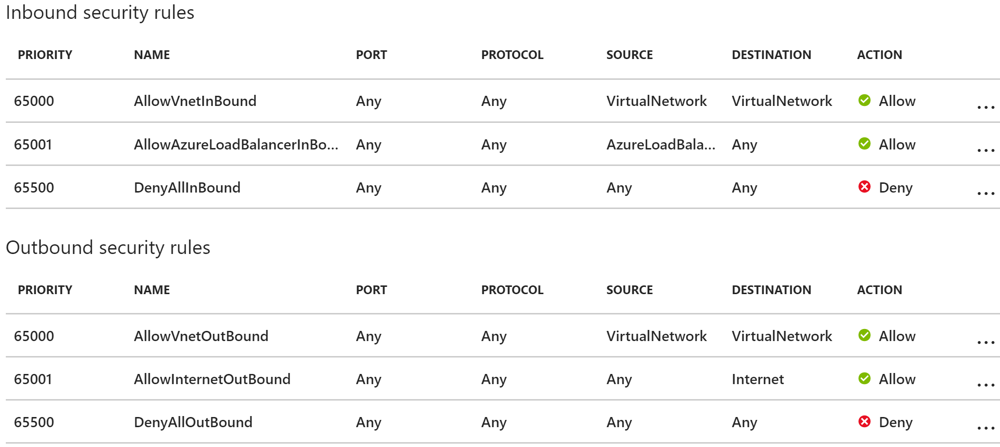 Inbound security rules
PRIORITY NAME PORT PROTOCOL SOURCE DESTINATION ACTION
65000 AllowVnetInBound Any Any VirtualNetwork VirtualNetwork Allow ...
65001 AllowAzureLoadBalancerInBo... Any Any AzureLoadBala... Any Allow ...
65500 DenyAllInBound Any Any Any Any Deny ...
Outbound security rules
PRIORITY NAME PORT PROTOCOL SOURCE DESTINATION ACTION
65000 AllowVnetOutBound Any Any VirtualNetwork VirtualNetwork Allow ...
65001 AllowInternetOutBound Any Any Any Internet Allow ...
65500 DenyAllOutBound Any Any Any Any Deny ...